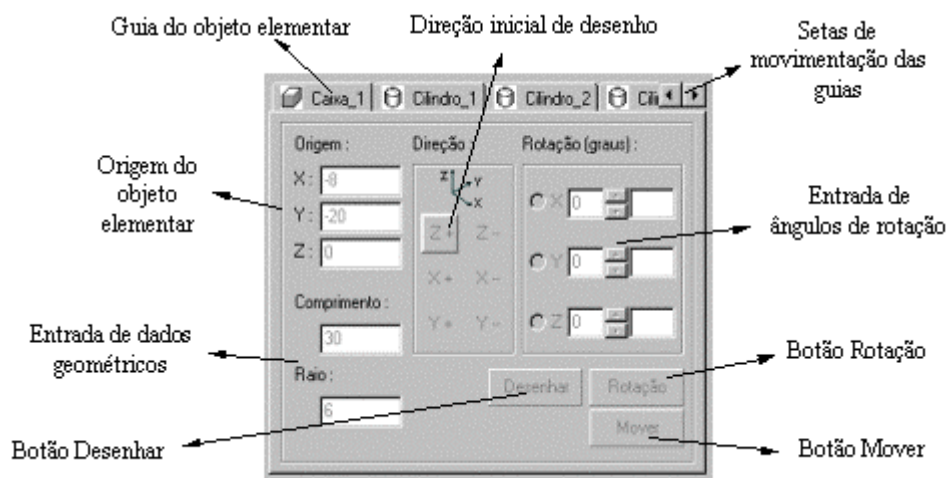 Guia do objeto elementar
Direção inicial de desenho
Setas de
movimentação das
guias
Caixa_1
Cilindro_1
Cilindro_2
Cili
Origem do
objeto
elementar
Origem :
X: -8
Y: -20
Z: 0
Direção :
Z
Y
X
Z+ Z-
X+ X-
Y+ Y-
Rotação (graus) :
X 0
Y 0
Z 0
Entrada de
ângulos de rotação
Entrada de dados
geométricos
Comprimento :
30
Raio :
6
Desenhar
Rotação
Mover
Botão Rotação
Botão Desenhar
Botão Mover